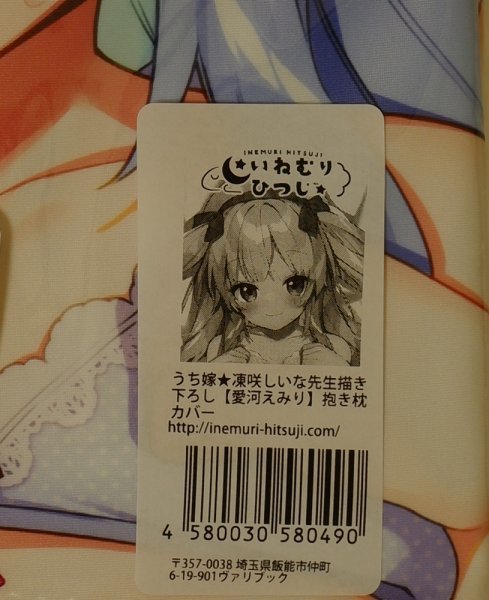 INEMURI HITSUJI
いねむり
ひつじ
うち嫁★凍咲しいな先生描き
下ろし【愛河えみり】抱き枕
カバー
http://inemuri-hitsuji.com/
4 580030 580490
〒357-0038 埼玉県飯能市仲町
6-19-901ヴァリブック